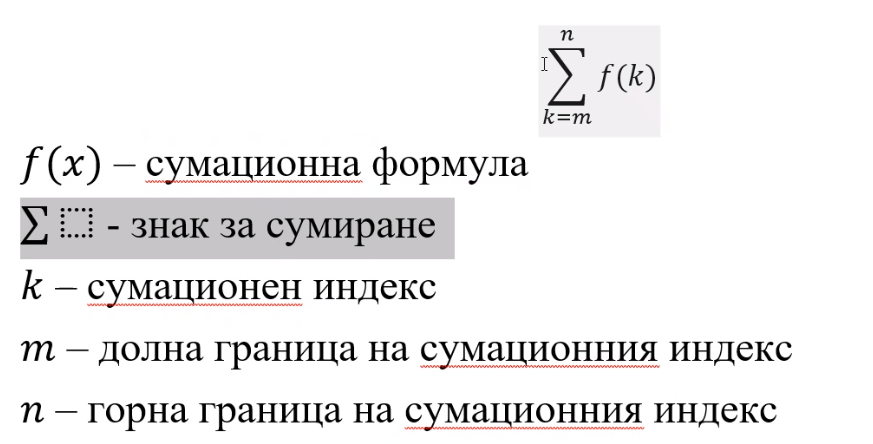 n
∑ f(k)
k=m
f(x) – сумационна формула
∑ ⬚ - знак за сумиране
k – сумационен индекс
m – долна граница на сумационния индекс
n – горна граница на сумационния индекс